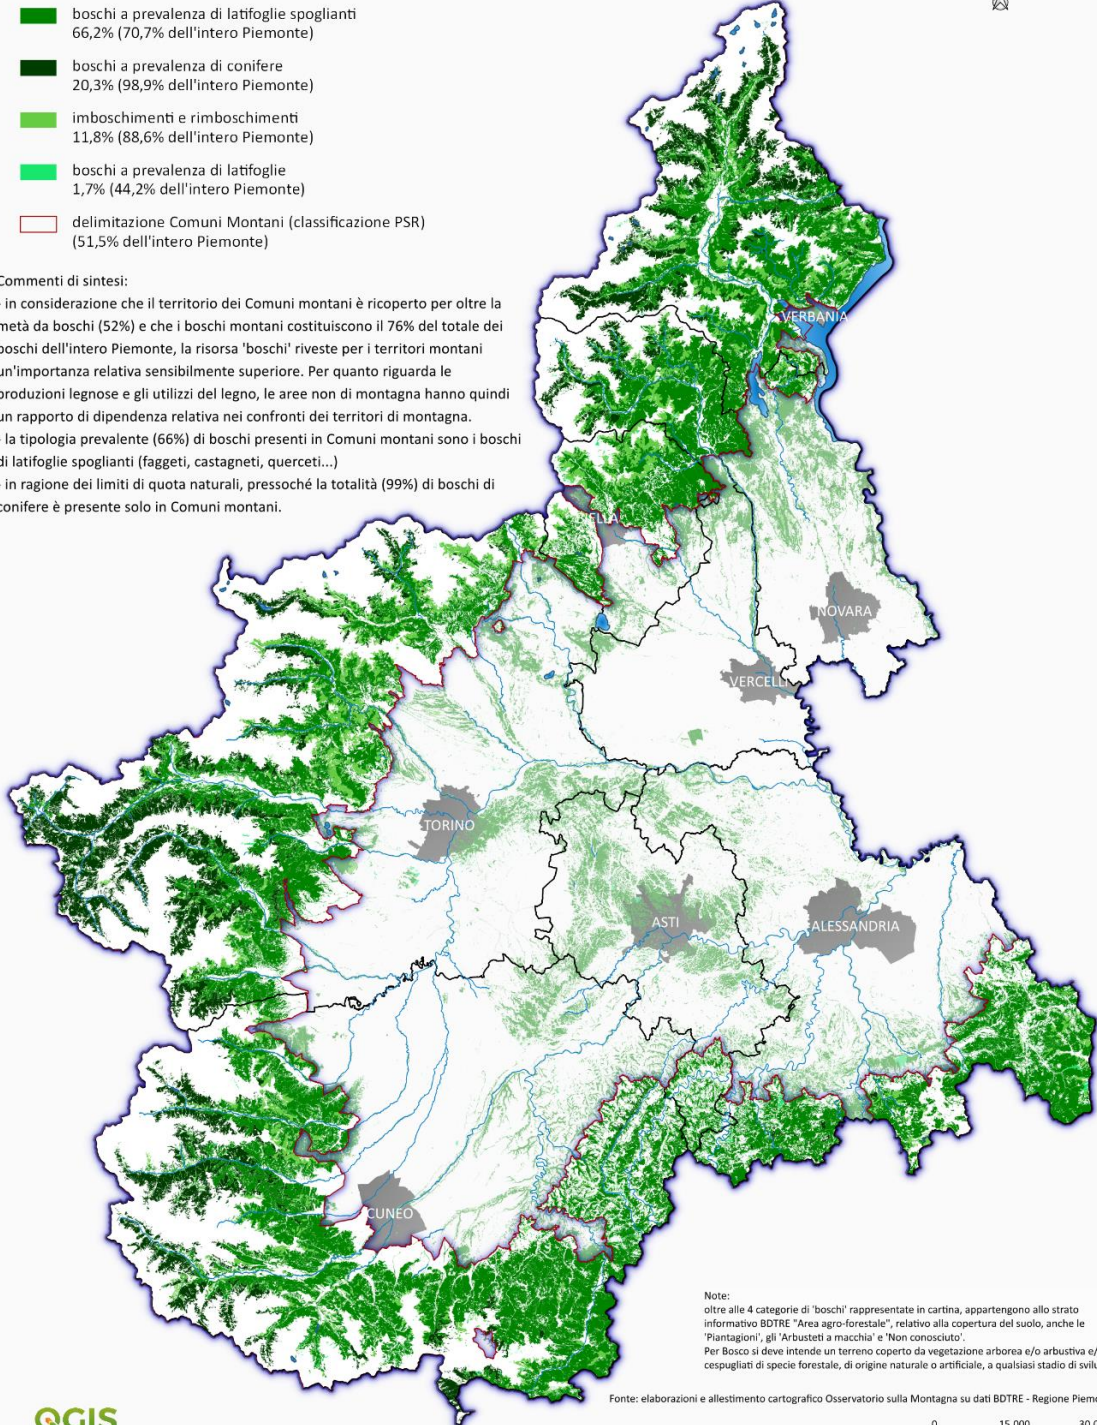 boschi a prevalenza di latifoglie spoglianti
66,2% (70,7% dell'intero Piemonte)
boschi a prevalenza di conifere
20,3% (98,9% dell'intero Piemonte)
imboschimenti e rimboschimenti
11,8% (88,6% dell'intero Piemonte)
boschi a prevalenza di latifoglie
1,7% (44,2% dell'intero Piemonte)
delimitazione Comuni Montani (classificazione PSR)
(51,5% dell'intero Piemonte)
Commenti di sintesi:
- in considerazione che il territorio dei Comuni montani è ricoperto per oltre la
metà da boschi (52%) e che i boschi montani costituiscono il 76% del totale dei
boschi dell'intero Piemonte, la risorsa 'boschi' riveste per i territori montani
un'importanza relativa sensibilmente superiore. Per quanto riguarda le
produzioni legnose e gli utilizzi del legno, le aree non di montagna hanno quindi
un rapporto di dipendenza relativa nei confronti dei territori di montagna.
- la tipologia prevalente (66%) di boschi presenti in Comuni montani sono i boschi
di latifoglie spoglianti (faggeti, castagneti, querceti...)
- in ragione dei limiti di quota naturali, pressoché la totalità (99%) di boschi di
conifere è presente solo in Comuni montani.
VERBANIA
NOVARA
VERCELLI
TORINO
ASTI
ALESSANDRIA
CUNEO
Note:
oltre alle 4 categorie di 'boschi' rappresentate in cartina, appartengono allo strato
informativo BDTRE "Area agro-forestale", relativo alla copertura del suolo, anche le
'Piantagioni', gli 'Arbusteti a macchia' e 'Non conosciuto'.
Per Bosco si deve intende un terreno coperto da vegetazione arborea e/o arbustiva e/
cespugliati di specie forestale, di origine naturale o artificiale, a qualsiasi stadio di svilu
Fonte: elaborazioni e allestimento cartografico Osservatorio sulla Montagna su dati BDTRE - Regione Piem
QGIS
0 15.000 30.0